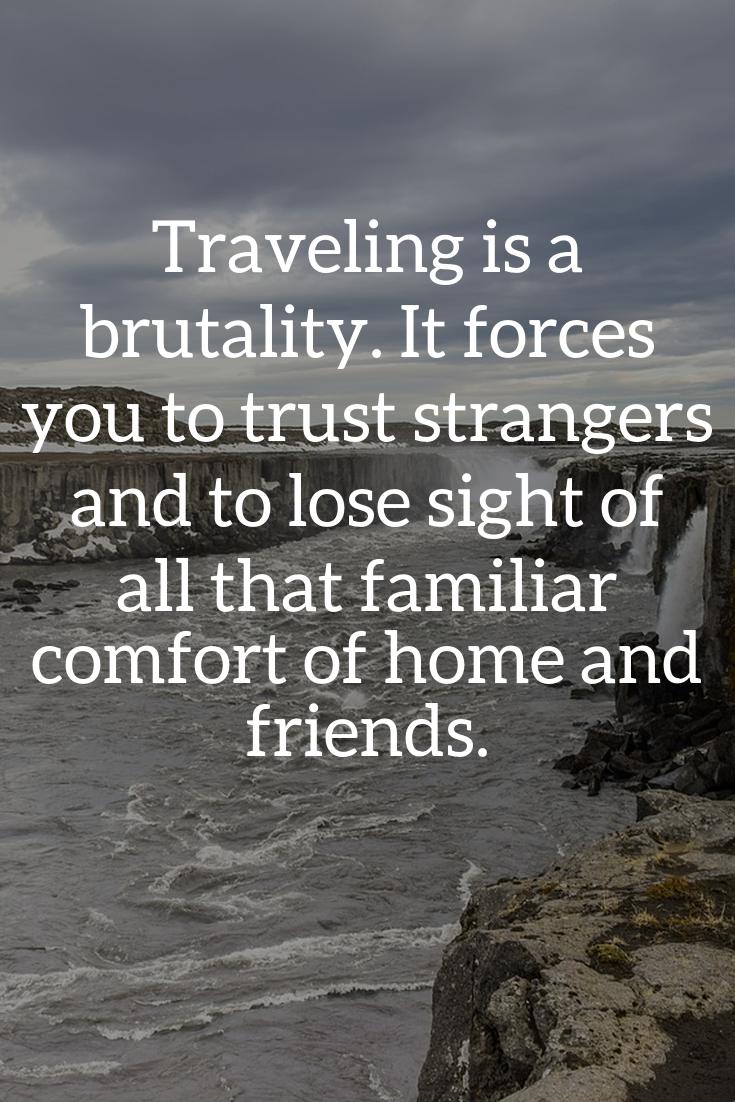 Traveling is a
brutality. It forces
you to trust strangers
and to lose sight of
all that familiar
comfort of home and
friends.